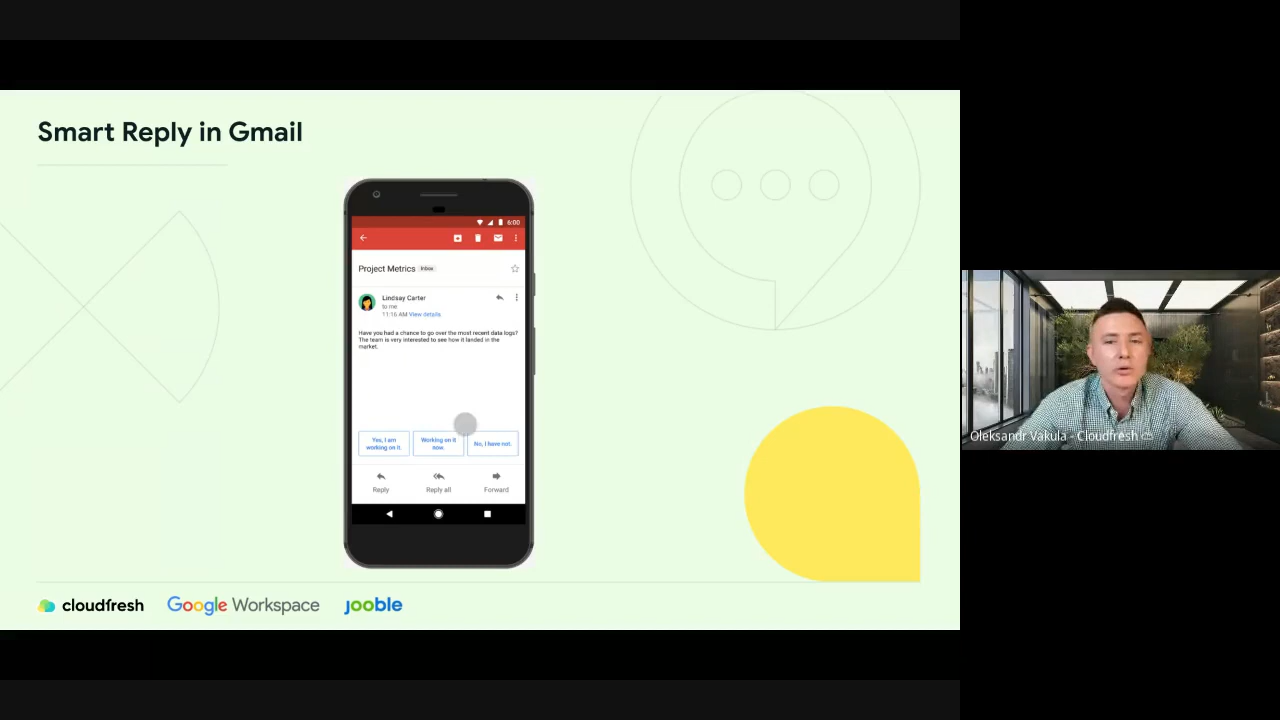 Smart Reply in Gmail
6:00
Project Metrics Inbox
Lindsay Carter
to me
11:16 AM View details
Have you had a chance to go over the most recent data logs?
The team is very interested to see how it landed in the
market.
Yes, I am
working on it.
Working on it
now.
No, I have not.
Reply
Reply all
Forward
cloudfresh
Google Workspace
jooble
Oleksandr Vakula - Cloudfresh